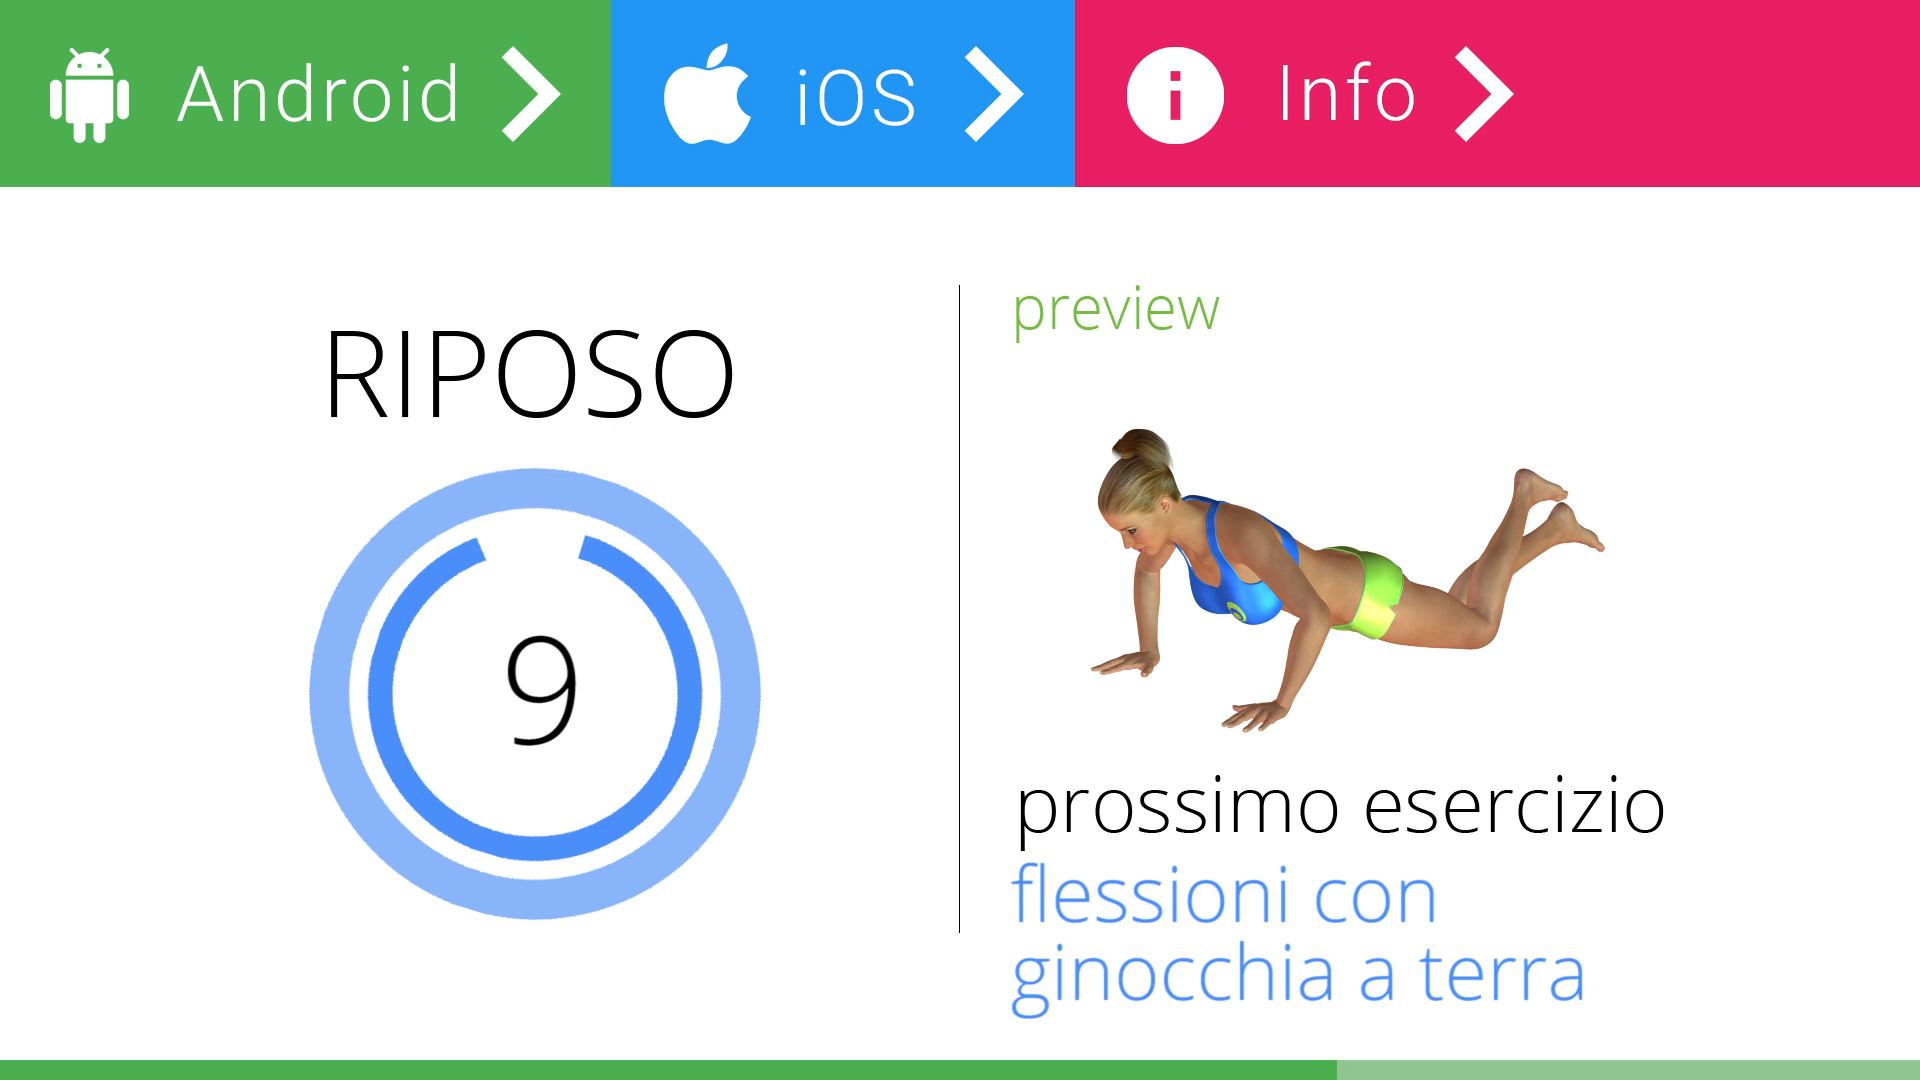 Android
iOS
Info
RIPOSO
9
preview
prossimo esercizio
flessioni con
ginocchia a terra